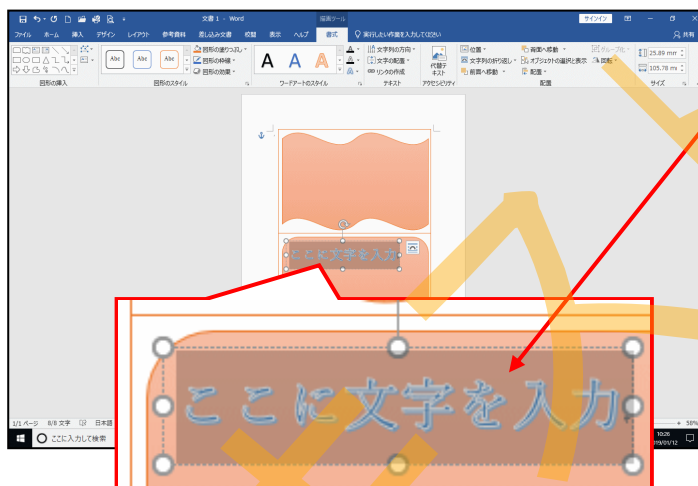 文書 1 - Word
描画ツール
サインイン
ファイル ホーム 挿入 デザイン レイアウト 参考資料 差し込み文書 校閲 表示 ヘルプ 書式 実行したい作業を入力してください 共有
Abc Abc Abc
図形の塗りつぶし
図形の枠線
図形の効果
A A A
文字列の方向
文字の配置
リンクの作成
代替テキスト
位置
文字列の折り返し
前面へ移動
背面へ移動
オブジェクトの選択と表示
配置
グループ化
回転
25.89 mm
105.78 mm
図形の挿入 図形のスタイル ワードアートのスタイル テキスト アクセシビリティ 配置 サイズ
ここに文字を入力
ここに文字を入力
1/1 ページ 8/8 文字 日本語
56%
ここに入力して検索
10:26
019/01/12